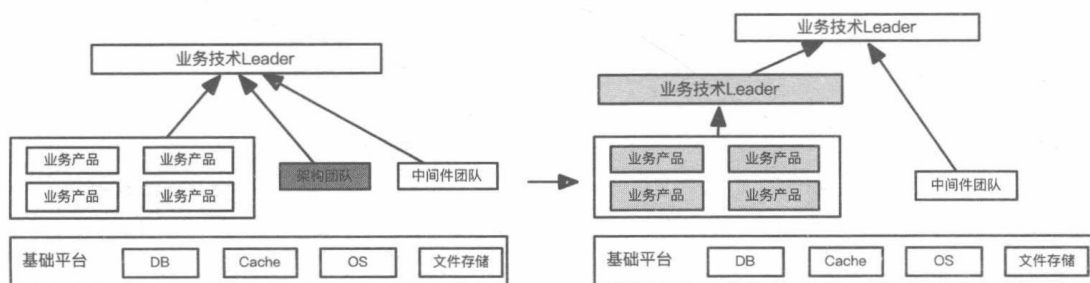 业务技术Leader
业务产品 业务产品
业务产品 业务产品
架构团队
中间件团队
基础平台 DB Cache OS 文件存储
业务技术Leader
业务技术Leader
业务产品 业务产品
业务产品 业务产品
中间件团队
基础平台 DB Cache OS 文件存储